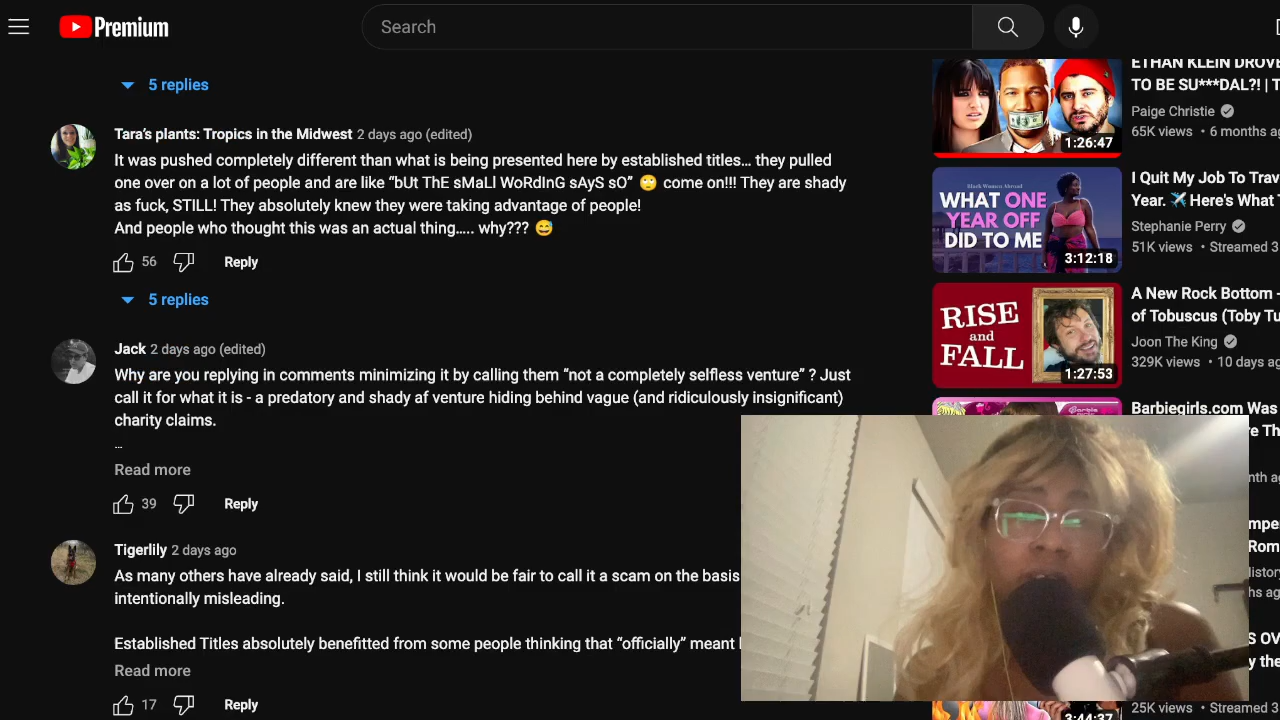 Premium
Search
5 replies
Tara's plants: Tropics in the Midwest 2 days ago (edited)
It was pushed completely different than what is being presented here by established titles… they pulled
one over on a lot of people and are like “bUt ThE sMaLl WoRdInG sAyS sO” 🙄 come on!!! They are shady
as fuck, STILL! They absolutely knew they were taking advantage of people!
And people who thought this was an actual thing….. why??? 😅
56 Reply
5 replies
Jack 2 days ago (edited)
Why are you replying in comments minimizing it by calling them “not a completely selfless venture” ? Just
call it for what it is - a predatory and shady af venture hiding behind vague (and ridiculously insignificant)
charity claims.
…
Read more
39 Reply
Tigerlily 2 days ago
As many others have already said, I still think it would be fair to call it a scam on the basis
intentionally misleading.
Established Titles absolutely benefitted from some people thinking that “officially” meant
Read more
17 Reply
1:26:47
ETHAN KLEIN DROVE
TO BE SU***DAL?! | T
Paige Christie
65K views • 6 months ag
Black Women Abroad
WHAT ONE
YEAR OFF
DID TO ME
3:12:18
I Quit My Job To Trav
Year. ✈️ Here's What
Stephanie Perry
51K views • Streamed 3
RISE
and
FALL
1:27:53
A New Rock Bottom -
of Tobuscus (Toby Tu
Joon The King
329K views • 10 days ag
Barbie
Barbiegirls.com Was
3:44:37
25K views • Streamed 3